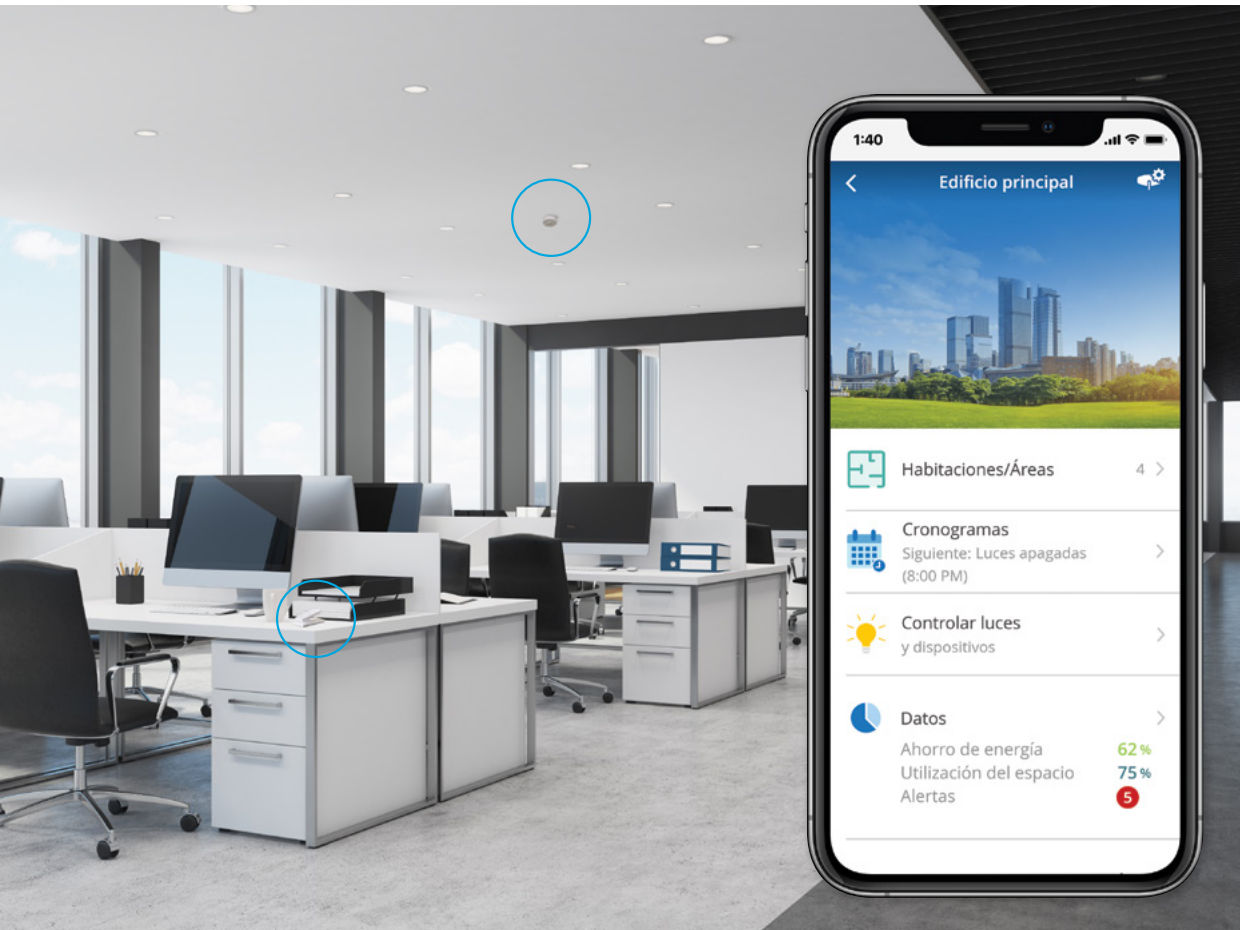 1:40
Edificio principal
Habitaciones/Áreas 4
Cronogramas
Siguiente: Luces apagadas
(8:00 PM)
Controlar luces
y dispositivos
Datos
Ahorro de energía 62 %
Utilización del espacio 75 %
Alertas 5